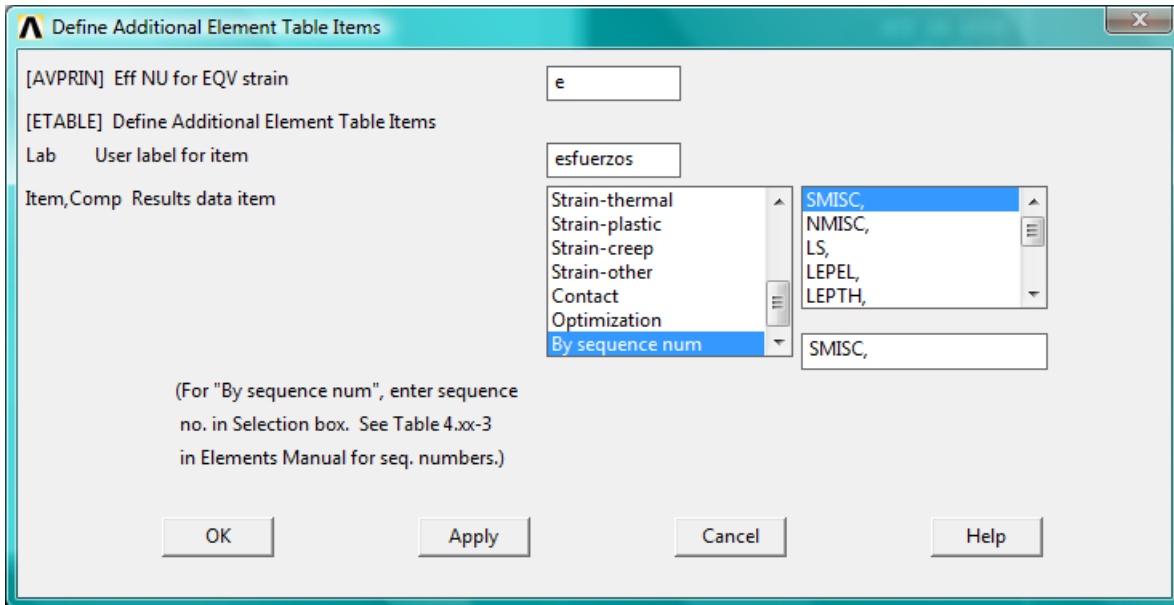 Define Additional Element Table Items
x
[AVPRIN] Eff NU for EQV strain
e
[ETABLE] Define Additional Element Table Items
Lab User label for item
esfuerzos
Item,Comp Results data item
Strain-thermal
Strain-plastic
Strain-creep
Strain-other
Contact
Optimization
By sequence num
SMISC,
NMISC,
LS,
LEPEL,
LEPTH,
SMISC,
(For "By sequence num", enter sequence
no. in Selection box. See Table 4.xx-3
in Elements Manual for seq. numbers.)
OK Apply Cancel Help